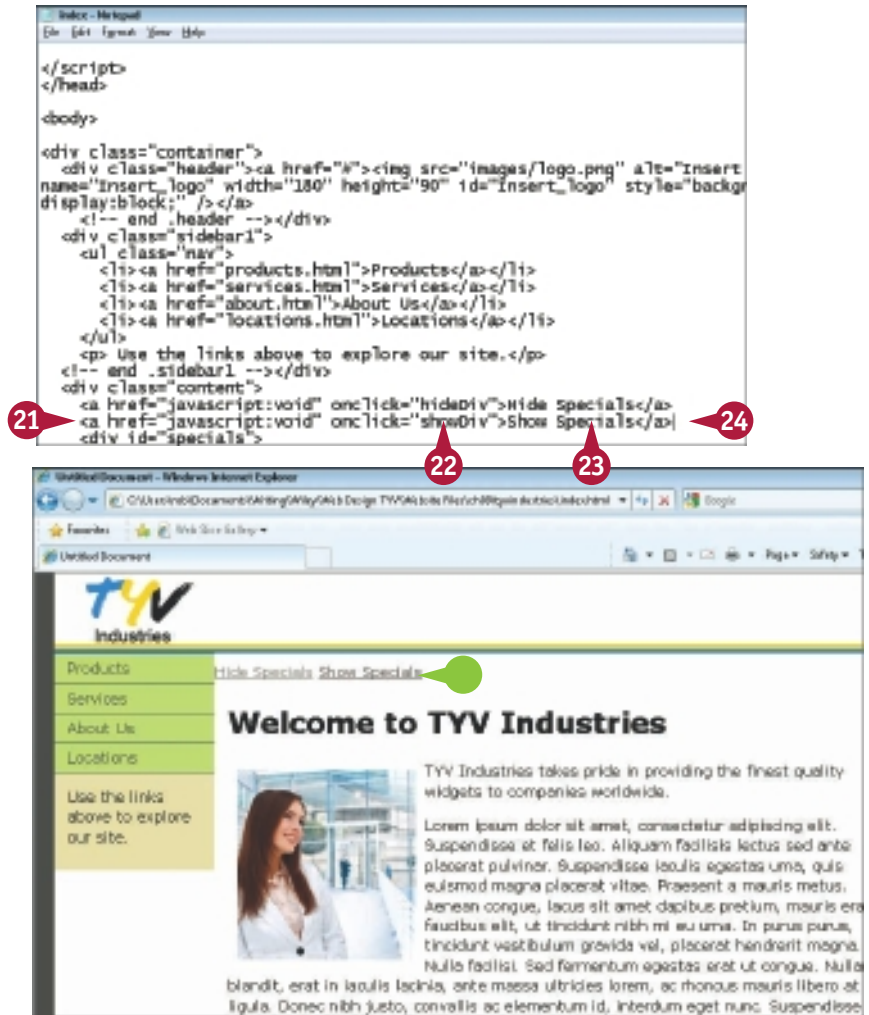 index - Notepad
File Edit Format View Help
</script>
</head>
<body>
<div class="container">
<div class="header"><a href="#"><img src="images/logo.png" alt="Insert
name="Insert_logo" width="180" height="90" id="Insert_logo" style="backgr
display:block;" /></a>
<!-- end .header --></div>
<div class="sidebar1">
<ul class="nav">
<li><a href="products.html">Products</a></li>
<li><a href="services.html">Services</a></li>
<li><a href="about.html">About Us</a></li>
<li><a href="locations.html">Locations</a></li>
</ul>
<p> Use the links above to explore our site.</p>
<!-- end .sidebar1 --></div>
<div class="content">
<a href="javascript:void" onclick="hideDiv">Hide Specials</a>
21 <a href="javascript:void" onclick="showDiv">Show Specials</a> 24
<div id="specials">
22 23
Untitled Document - Windows Internet Explorer
Google
Favorites Web Slice Gallery
Untitled Document Page Safety
TYV
Industries
Products
Services
About Us
Locations
Use the links
above to explore
our site.
Hide Specials Show Specials
Welcome to TYV Industries
TYV Industries takes pride in providing the finest quality
widgets to companies worldwide.
Lorem ipsum dolor sit amet, consectetur adipiscing elit.
Suspendisse et felis leo. Aliquam facilisis lectus sed ante
placerat pulvinar. Suspendisse iaculis egestas urna, quis
euismod magna placerat vitae. Praesent a mauris metus.
Aenean congue, lacus sit amet dapibus pretium, mauris era
faucibus elit, ut tincidunt nibh mi eu urna. In purus purus,
tincidunt vestibulum gravida vel, placerat hendrerit magna.
Nulla facilisi. Sed fermentum egestas erat ut congue. Nulla
blandit, erat in iaculis lacinia, ante massa ultricies lorem, ac rhoncus mauris libero at
ligula. Donec nibh justo, convallis ac elementum id, interdum eget nunc. Suspendisse